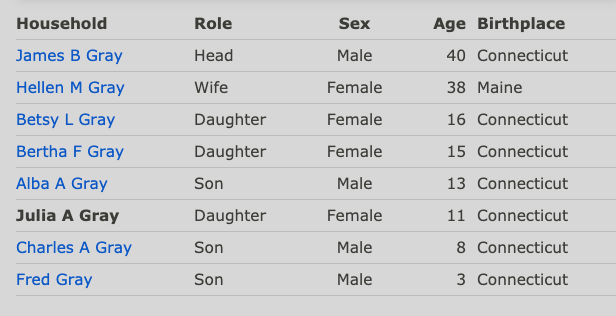 Household Role Sex Age Birthplace
James B Gray Head Male 40 Connecticut
Hellen M Gray Wife Female 38 Maine
Betsy L Gray Daughter Female 16 Connecticut
Bertha F Gray Daughter Female 15 Connecticut
Alba A Gray Son Male 13 Connecticut
Julia A Gray Daughter Female 11 Connecticut
Charles A Gray Son Male 8 Connecticut
Fred Gray Son Male 3 Connecticut